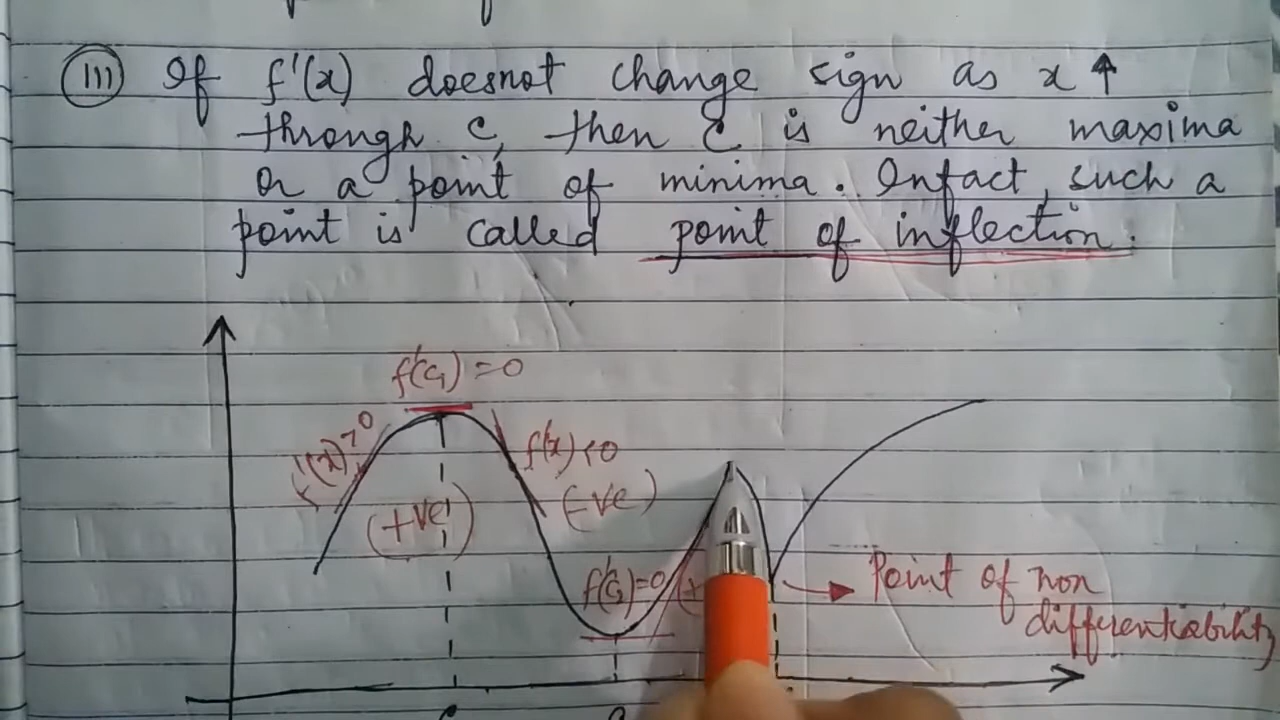 (iii) If f'(x) doesnot change sign as x ↑
through c, then c is neither maxima
or a point of minima. Infact, such a
point is called point of inflection.
f'(c₁) = 0
f'(x) > 0
f'(x) < 0
(+ve)
(-ve)
f'(c₂) = 0
Point of non
differentiability